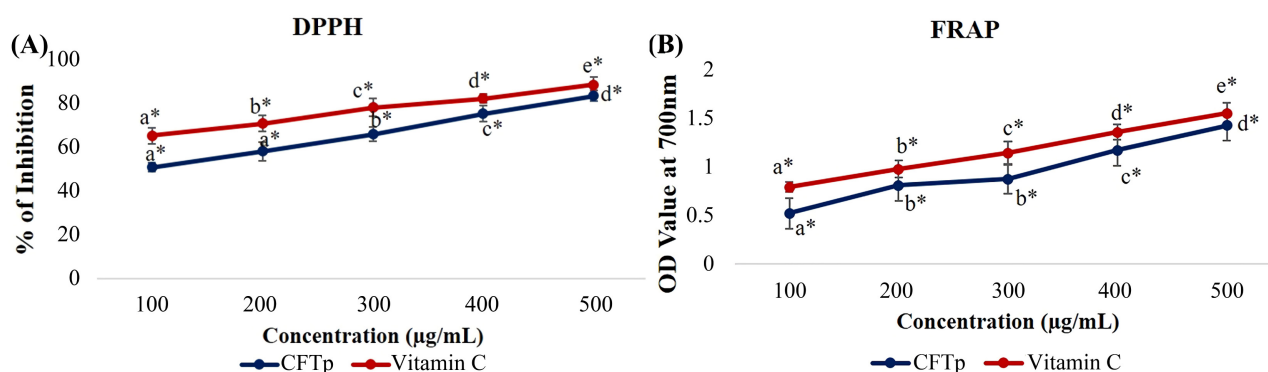 (A)
DPPH
% of Inhibition
100
80
60
40
20
0
a*
b*
c*
d*
e*
a*
a*
b*
c*
d*
100 200 300 400 500
Concentration (µg/mL)
CFTp Vitamin C
(B)
FRAP
OD Value at 700nm
2
1.5
1
0.5
0
a*
b*
c*
d*
e*
a*
b*
b*
c*
d*
100 200 300 400 500
Concentration (µg/mL)
CFTp Vitamin C